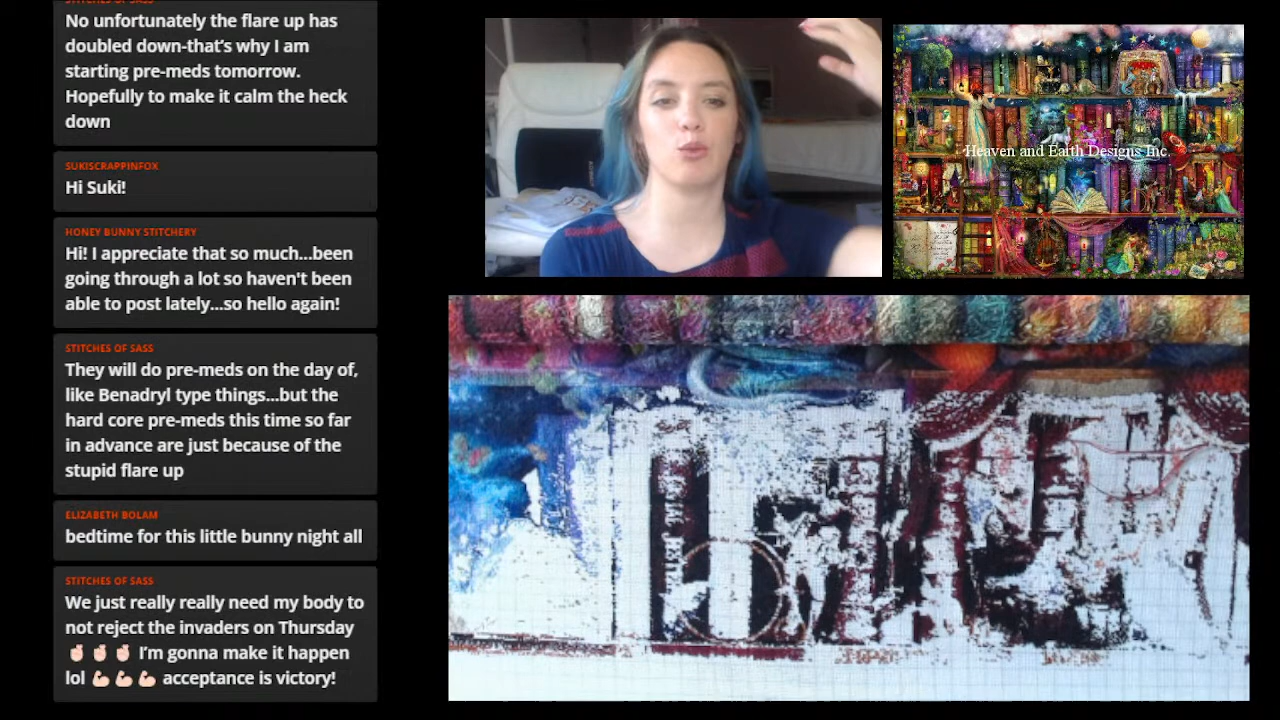 STITCHES OF SASS
No unfortunately the flare up has
doubled down-that's why I am
starting pre-meds tomorrow.
Hopefully to make it calm the heck
down
SUKISCRAPPINFOX
Hi Suki!
HONEY BUNNY STITCHERY
Hi! I appreciate that so much...been
going through a lot so haven't been
able to post lately...so hello again!
STITCHES OF SASS
They will do pre-meds on the day of,
like Benadryl type things...but the
hard core pre-meds this time so far
in advance are just because of the
stupid flare up
ELIZABETH BOLAM
bedtime for this little bunny night all
STITCHES OF SASS
We just really really need my body to
not reject the invaders on Thursday
🤞🏻🤞🏻🤞🏻 I'm gonna make it happen
lol 💪🏻💪🏻💪🏻 acceptance is victory!
Heaven and Earth Designs Inc.